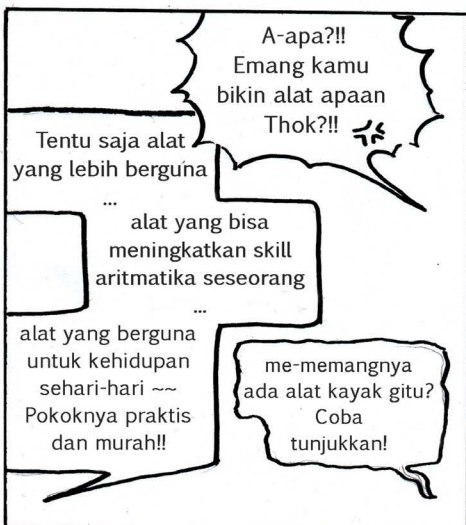 A-apa?!!
Emang kamu
bikin alat apaan
Thok?!!
Tentu saja alat
yang lebih berguna
...
alat yang bisa
meningkatkan skill
aritmatika seseorang
...
alat yang berguna
untuk kehidupan
sehari-hari ~~
Pokoknya praktis
dan murah!!
me-memangnya
ada alat kayak gitu?
Coba
tunjukkan!